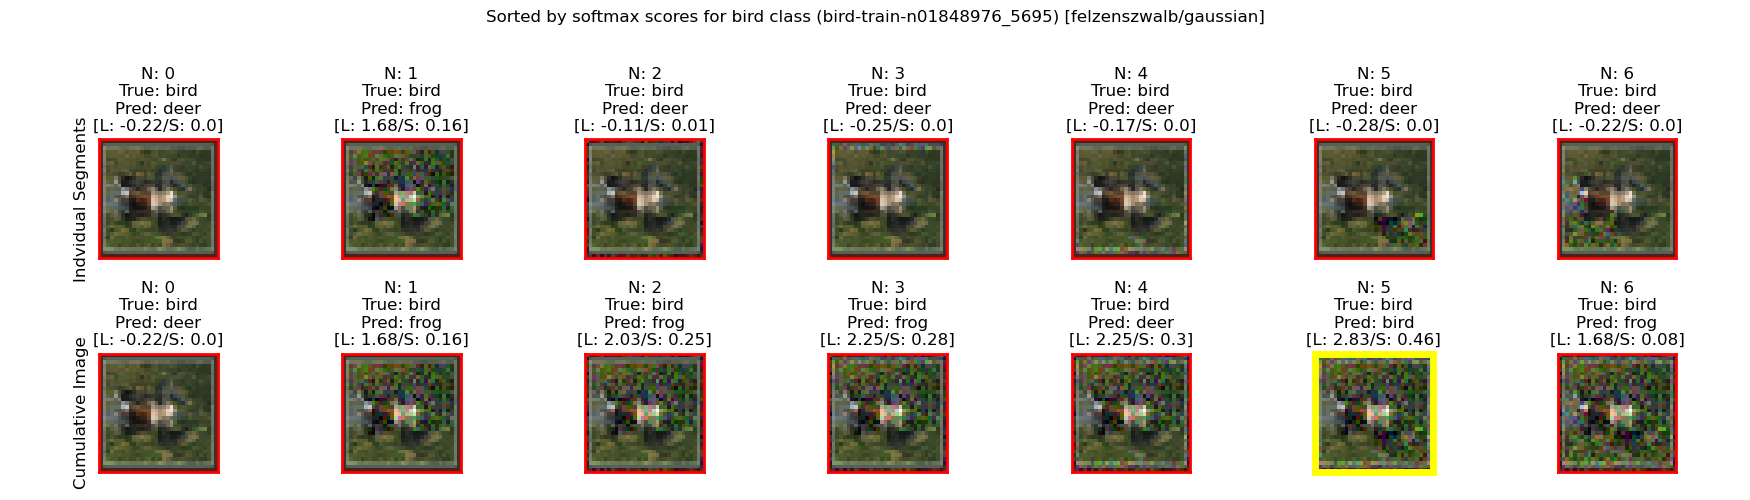 Sorted by softmax scores for bird class (bird-train-n01848976_5695) [felzenszwalb/gaussian]
Indvidual Segments
N: 0
True: bird
Pred: deer
[L: -0.22/S: 0.0]
N: 1
True: bird
Pred: frog
[L: 1.68/S: 0.16]
N: 2
True: bird
Pred: deer
[L: -0.11/S: 0.01]
N: 3
True: bird
Pred: deer
[L: -0.25/S: 0.0]
N: 4
True: bird
Pred: deer
[L: -0.17/S: 0.0]
N: 5
True: bird
Pred: deer
[L: -0.28/S: 0.0]
N: 6
True: bird
Pred: deer
[L: -0.22/S: 0.0]
Cumulative Image
N: 0
True: bird
Pred: deer
[L: -0.22/S: 0.0]
N: 1
True: bird
Pred: frog
[L: 1.68/S: 0.16]
N: 2
True: bird
Pred: frog
[L: 2.03/S: 0.25]
N: 3
True: bird
Pred: frog
[L: 2.25/S: 0.28]
N: 4
True: bird
Pred: deer
[L: 2.25/S: 0.3]
N: 5
True: bird
Pred: bird
[L: 2.83/S: 0.46]
N: 6
True: bird
Pred: frog
[L: 1.68/S: 0.08]